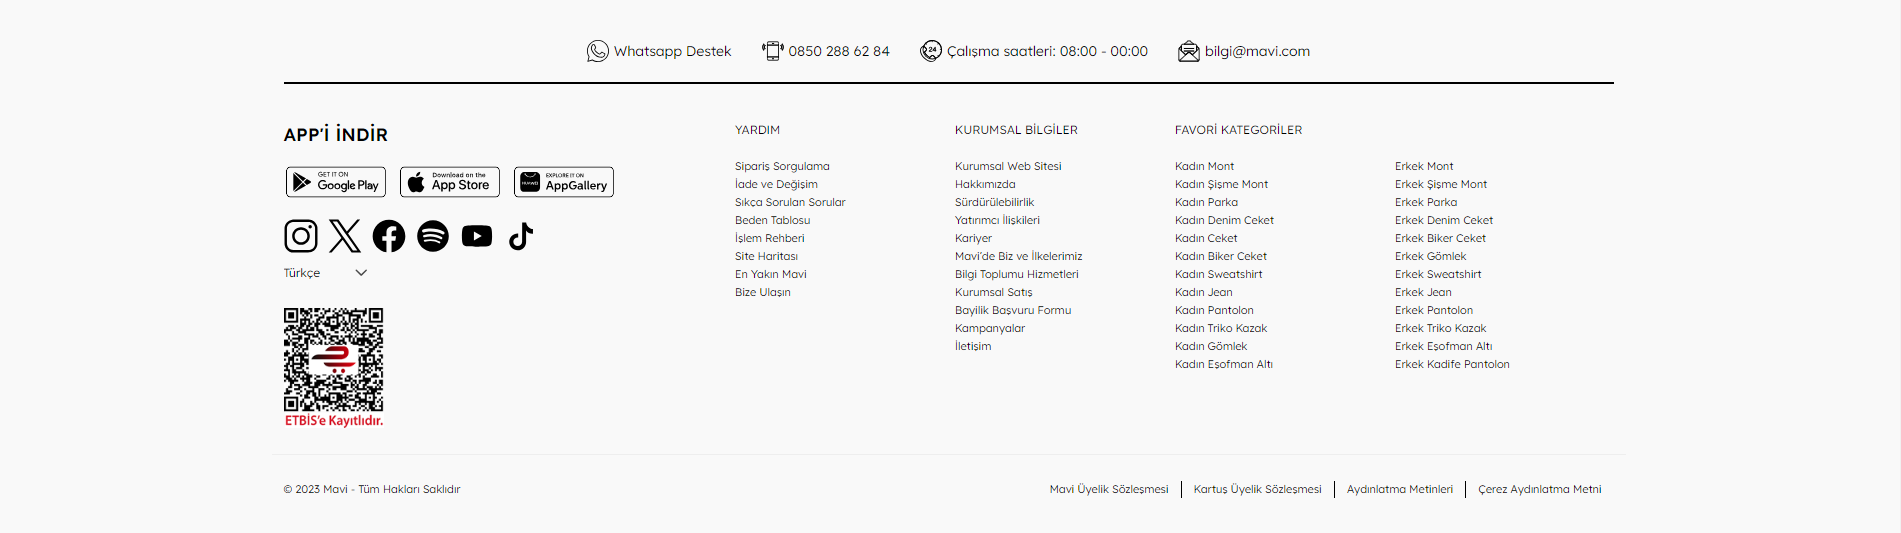 Whatsapp Destek
0850 288 62 84
24
Çalışma saatleri: 08:00 - 00:00
bilgi@mavi.com
APP'İ İNDİR
GET IT ON
Google Play
Download on the
App Store
HUAWEI
EXPLORE IT ON
AppGallery
Türkçe
ETBİS'e Kayıtlıdır.
YARDIM
Sipariş Sorgulama
İade ve Değişim
Sıkça Sorulan Sorular
Beden Tablosu
İşlem Rehberi
Site Haritası
En Yakın Mavi
Bize Ulaşın
KURUMSAL BİLGİLER
Kurumsal Web Sitesi
Hakkımızda
Sürdürülebilirlik
Yatırımcı İlişkileri
Kariyer
Mavi'de Biz ve İlkelerimiz
Bilgi Toplumu Hizmetleri
Kurumsal Satış
Bayilik Başvuru Formu
Kampanyalar
İletişim
FAVORİ KATEGORİLER
Kadın Mont
Kadın Şişme Mont
Kadın Parka
Kadın Denim Ceket
Kadın Ceket
Kadın Biker Ceket
Kadın Sweatshirt
Kadın Jean
Kadın Pantolon
Kadın Triko Kazak
Kadın Gömlek
Kadın Eşofman Altı
Erkek Mont
Erkek Şişme Mont
Erkek Parka
Erkek Denim Ceket
Erkek Biker Ceket
Erkek Gömlek
Erkek Sweatshirt
Erkek Jean
Erkek Pantolon
Erkek Triko Kazak
Erkek Eşofman Altı
Erkek Kadife Pantolon
© 2023 Mavi - Tüm Hakları Saklıdır
Mavi Üyelik Sözleşmesi
Kartuş Üyelik Sözleşmesi
Aydınlatma Metinleri
Çerez Aydınlatma Metni